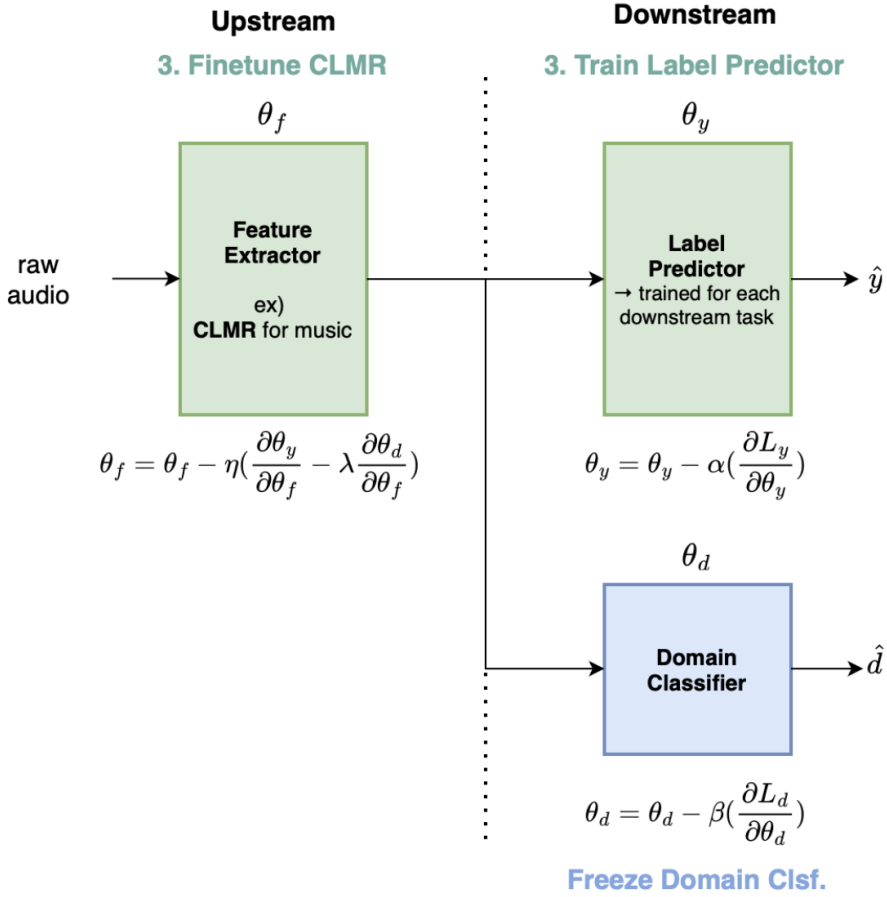 Upstream
Downstream
3. Finetune CLMR
3. Train Label Predictor
θ_f
θ_y
raw
audio
Feature
Extractor
ex)
CLMR for music
Label
Predictor
→ trained for each
downstream task
ŷ
θ_f = θ_f − η(∂θ_y/∂θ_f − λ ∂θ_d/∂θ_f)
θ_y = θ_y − α(∂L_y/∂θ_y)
θ_d
Domain
Classifier
d̂
θ_d = θ_d − β(∂L_d/∂θ_d)
Freeze Domain Clsf.